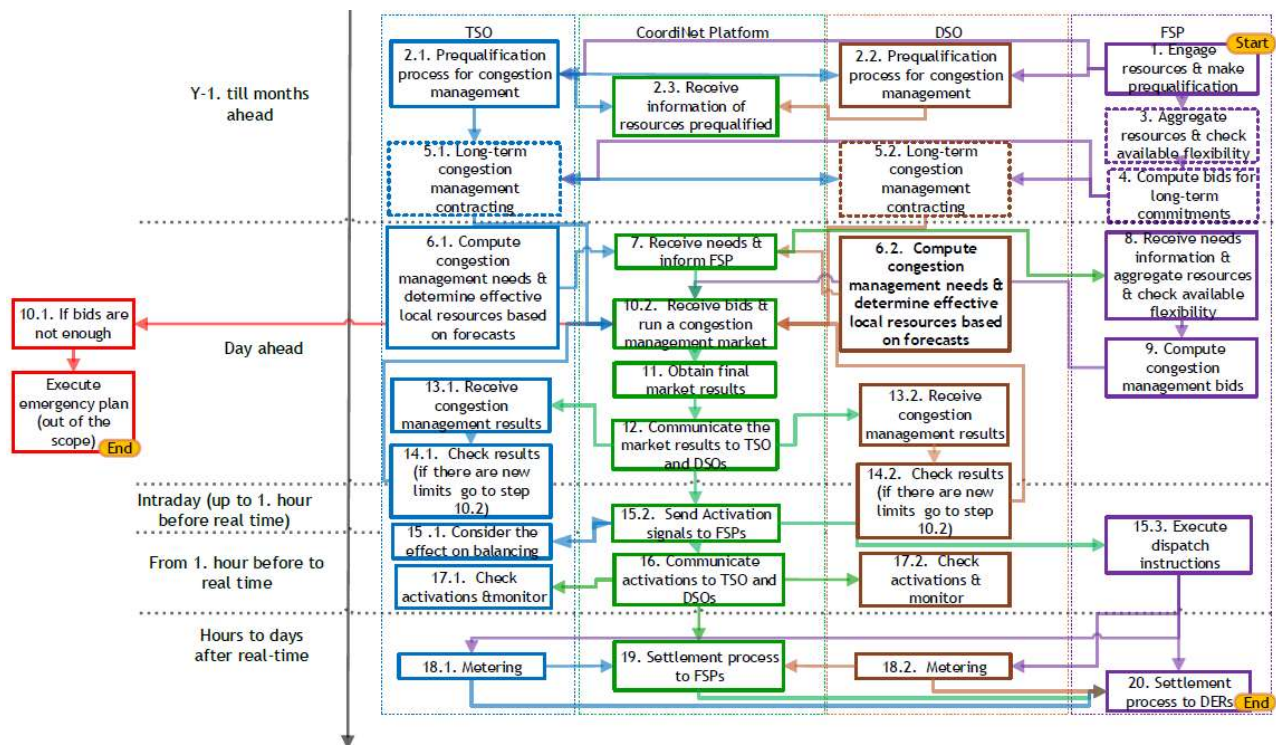 TSO
CoordiNet Platform
DSO
FSP
Y-1. till months
ahead
2.1. Prequalification
process for congestion
management
2.3. Receive
information of
resources prequalified
2.2. Prequalification
process for congestion
management
Start
1. Engage
resources & make
prequalification
3. Aggregate
resources & check
available flexibility
5.1. Long-term
congestion
management
contracting
5.2. Long-term
congestion
management
contracting
4. Compute bids for
long-term
commitments
Day ahead
6.1. Compute
congestion
management needs &
determine effective
local resources based
on forecasts
7. Receive needs &
inform FSP
6.2. Compute
congestion
management needs &
determine effective
local resources based
on forecasts
8. Receive needs
information &
aggregate resources
& check available
flexibility
10.1. If bids are
not enough
10.2. Receive bids &
run a congestion
management market
9. Compute
congestion
management bids
Execute
emergency plan
(out of the
scope)
End
11. Obtain final
market results
13.1. Receive
congestion
management results
12. Communicate the
market results to TSO
and DSOs
13.2. Receive
congestion
management results
14.1. Check results
(if there are new
limits go to step
10.2)
14.2. Check results
(if there are new
limits go to step
10.2)
Intraday (up to 1. hour
before real time)
15 .1. Consider the
effect on balancing
15.2. Send Activation
signals to FSPs
15.3. Execute
dispatch
instructions
From 1. hour before to
real time
17.1. Check
activations &monitor
16. Communicate
activations to TSO and
DSOs
17.2. Check
activations &
monitor
Hours to days
after real-time
18.1. Metering
19. Settlement process
to FSPs
18.2. Metering
20. Settlement
process to DERs
End